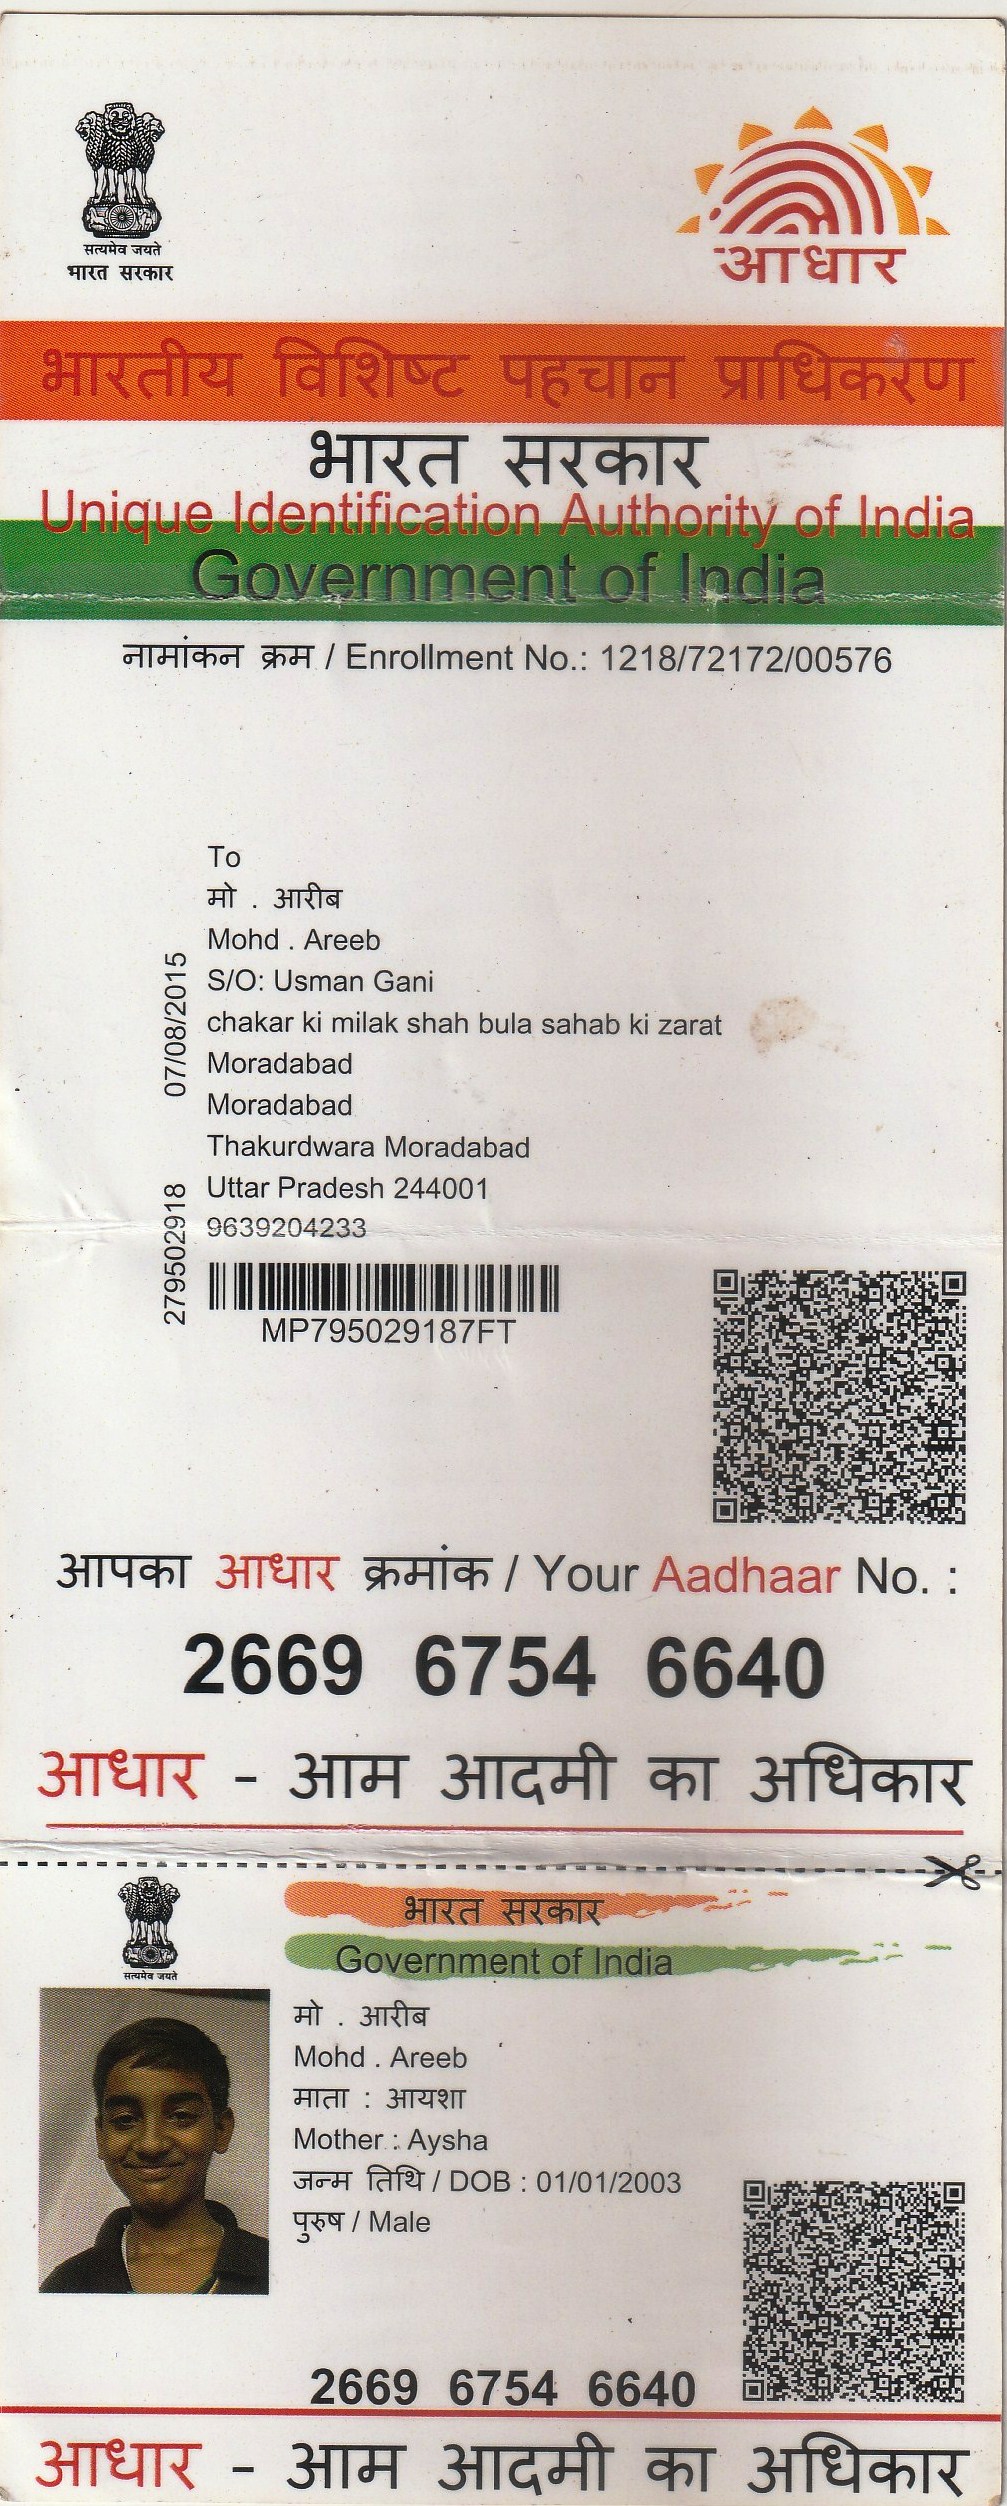 सत्यमेव जयते
भारत सरकार
आधार
भारतीय विशिष्ट पहचान प्राधिकरण
भारत सरकार
Unique Identification Authority of India
Government of India
नामांकन क्रम / Enrollment No.: 1218/72172/00576
To
मो . आरीब
Mohd . Areeb
S/O: Usman Gani
chakar ki milak shah bula sahab ki zarat
Moradabad
Moradabad
Thakurdwara Moradabad
Uttar Pradesh 244001
9639204233
279502918 07/08/2015
MP795029187FT
आपका आधार क्रमांक / Your Aadhaar No. :
2669 6754 6640
आधार - आम आदमी का अधिकार
सत्यमेव जयते
भारत सरकार
Government of India
मो . आरीब
Mohd . Areeb
माता : आयशा
Mother : Aysha
जन्म तिथि / DOB : 01/01/2003
पुरुष / Male
2669 6754 6640
आधार - आम आदमी का अधिकार